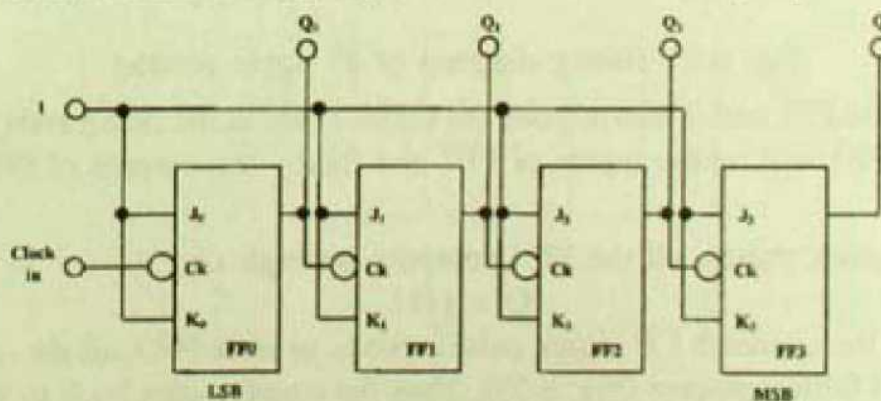 Q₀ Q₁ Q₂ Q
1
J₀ J₁ J₂ J₃
Clock in
Ck Ck Ck Ck
K₀ K₁ K₂ K₃
FF0 FF1 FF2 FF3
LSB MSB